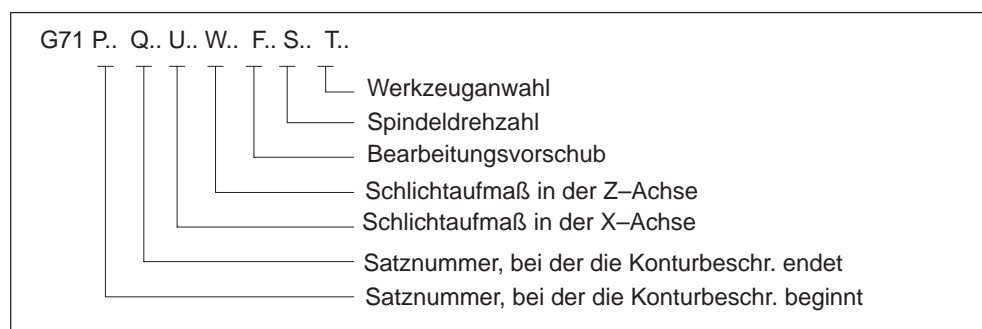 G71 P.. Q.. U.. W.. F.. S.. T..
Werkzeuganwahl
Spindeldrehzahl
Bearbeitungsvorschub
Schlichtaufmaß in der Z–Achse
Schlichtaufmaß in der X–Achse
Satznummer, bei der die Konturbeschr. endet
Satznummer, bei der die Konturbeschr. beginnt